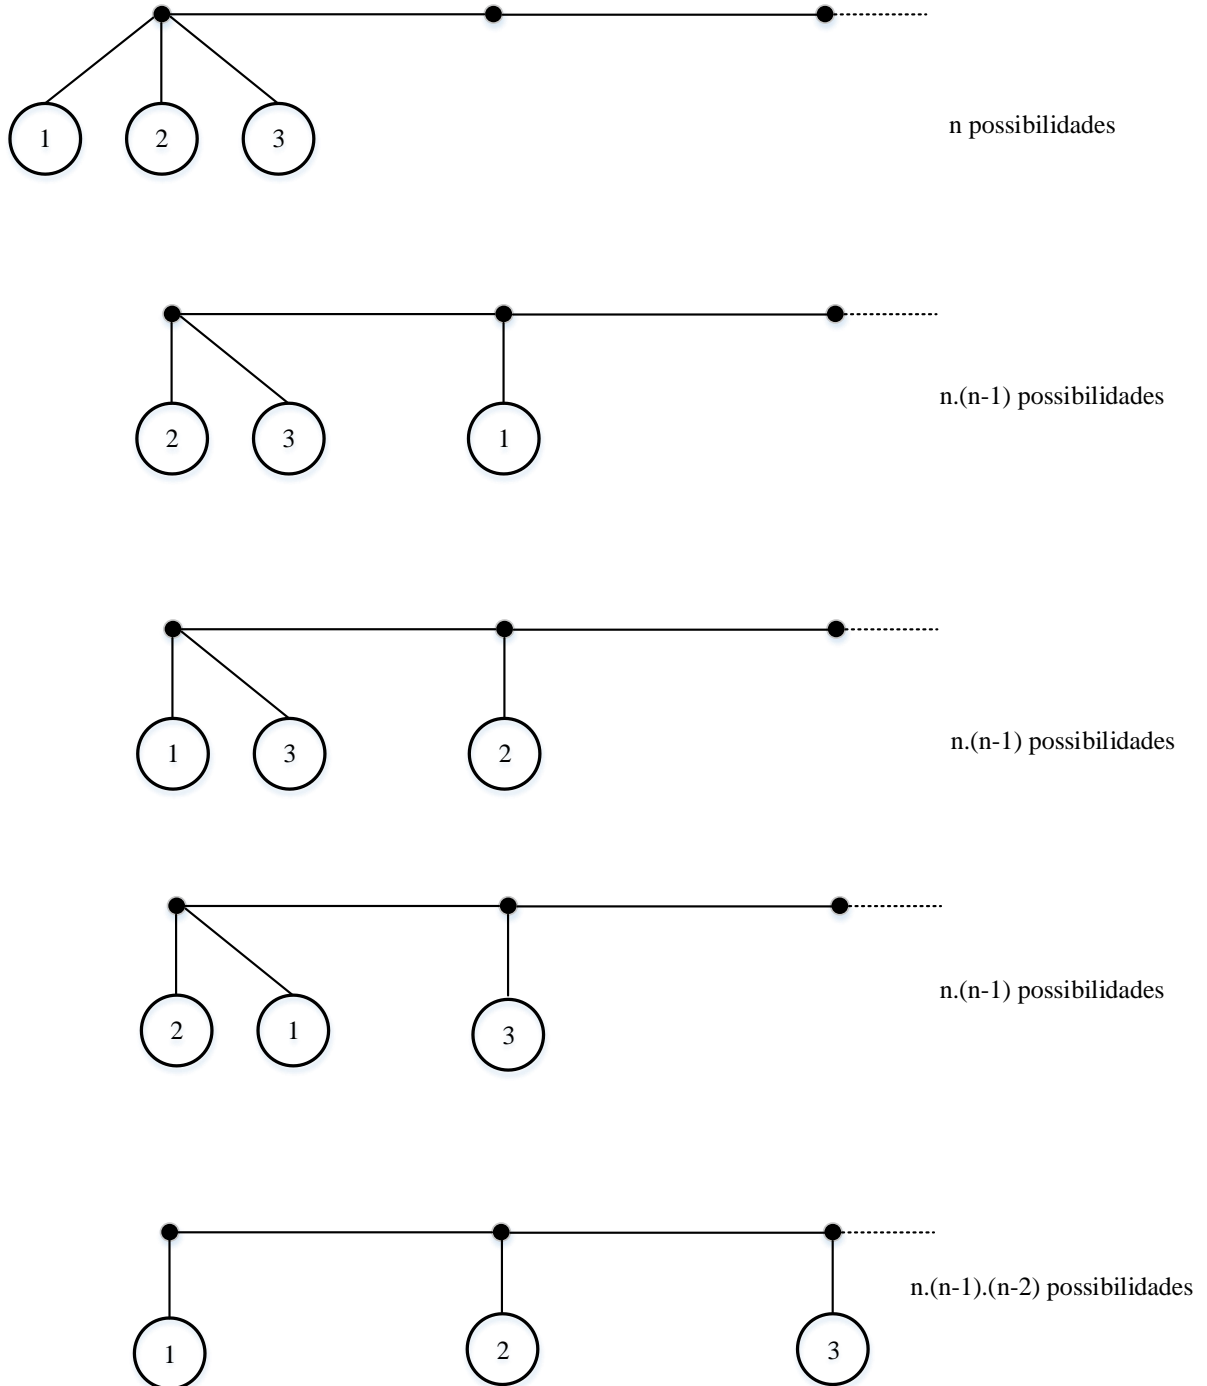 1 2 3
n possibilidades
2 3 1
n.(n-1) possibilidades
1 3 2
n.(n-1) possibilidades
2 1 3
n.(n-1) possibilidades
1 2 3
n.(n-1).(n-2) possibilidades